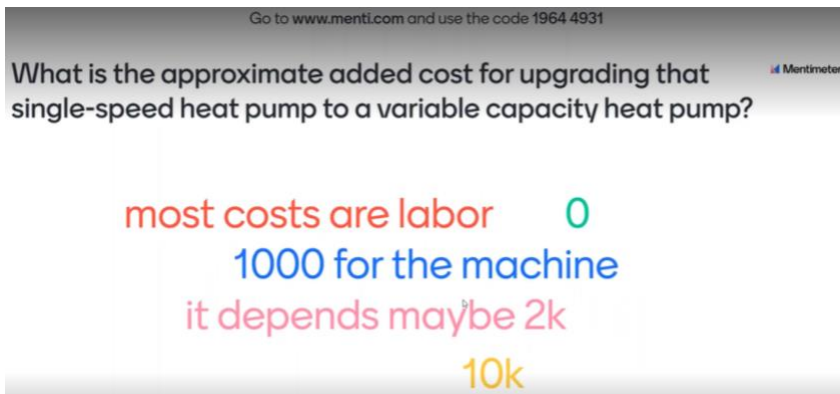 Go to www.menti.com and use the code 1964 4931
What is the approximate added cost for upgrading that
single-speed heat pump to a variable capacity heat pump?
Mentimeter
most costs are labor
0
1000 for the machine
it depends maybe 2k
10k